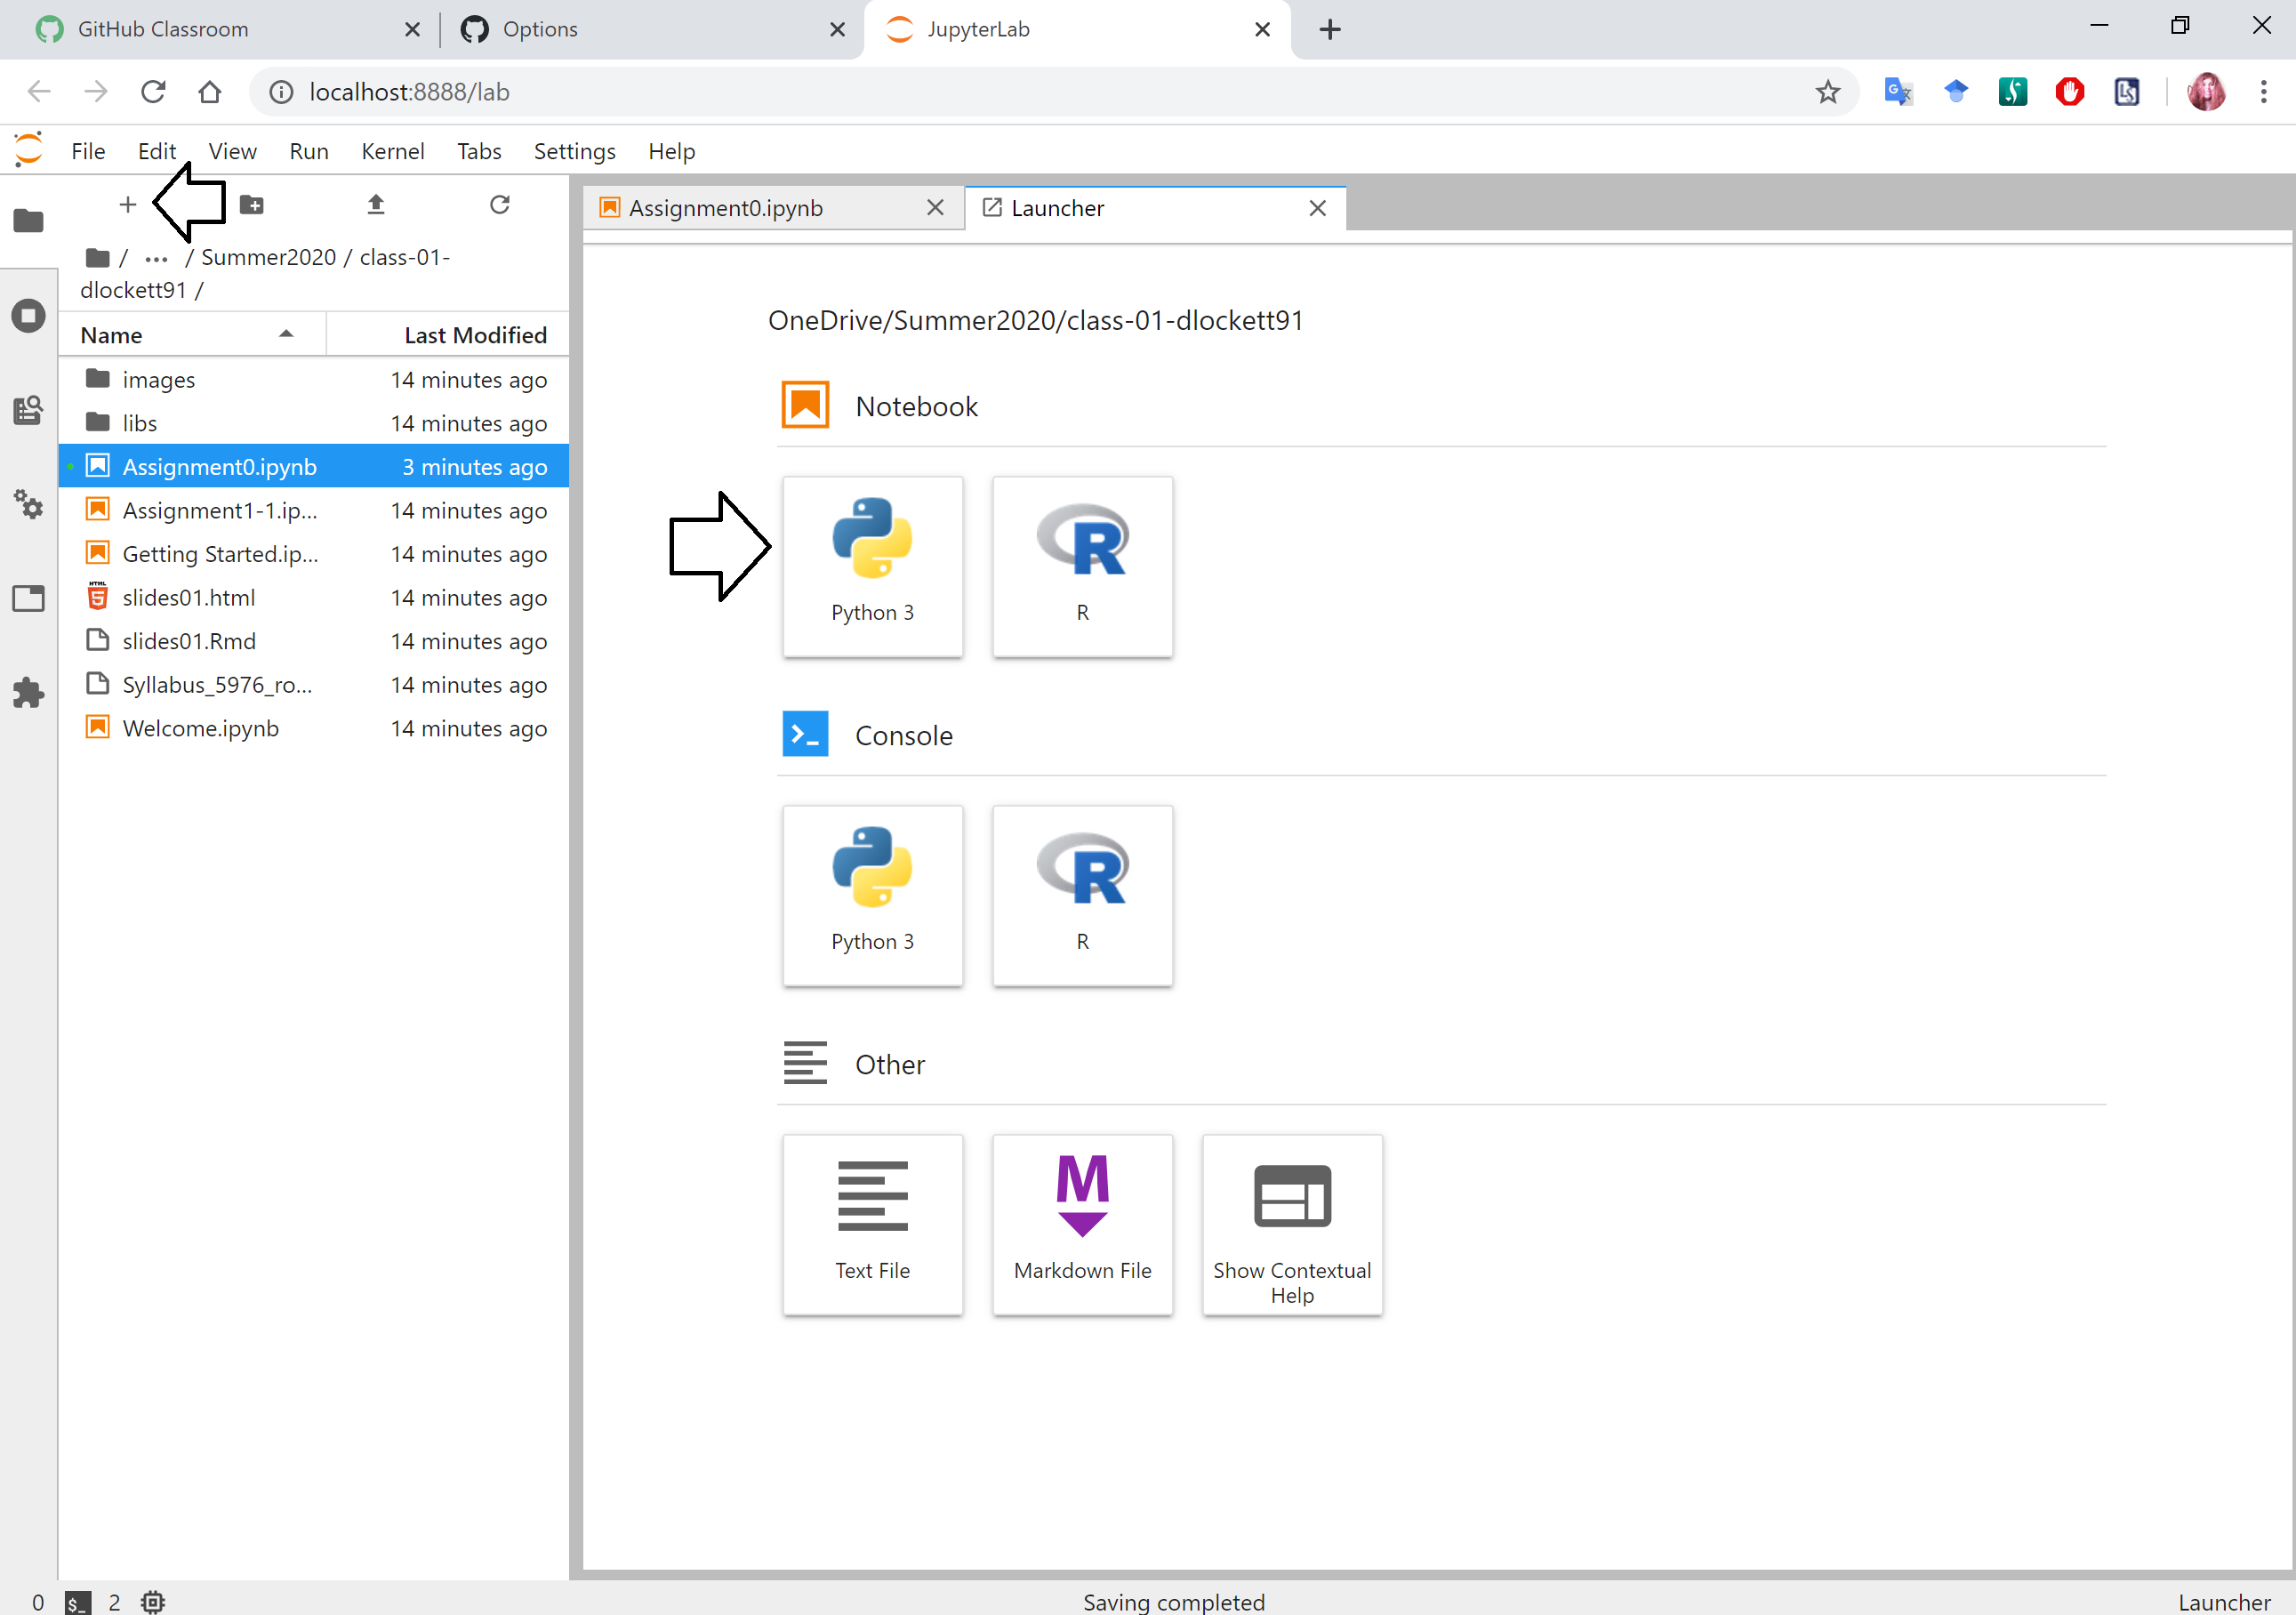 GitHub Classroom
Options
JupyterLab
localhost:8888/lab
File Edit View Run Kernel Tabs Settings Help
Assignment0.ipynb
Launcher
/ ... / Summer2020 / class-01-
dlockett91 /
Name Last Modified
images 14 minutes ago
libs 14 minutes ago
Assignment0.ipynb 3 minutes ago
Assignment1-1.ip... 14 minutes ago
Getting Started.ip... 14 minutes ago
slides01.html 14 minutes ago
slides01.Rmd 14 minutes ago
Syllabus_5976_ro... 14 minutes ago
Welcome.ipynb 14 minutes ago
OneDrive/Summer2020/class-01-dlockett91
Notebook
Python 3
R
Console
Python 3
R
Other
Text File
Markdown File
Show Contextual
Help
0 $_ 2
Saving completed
Launcher